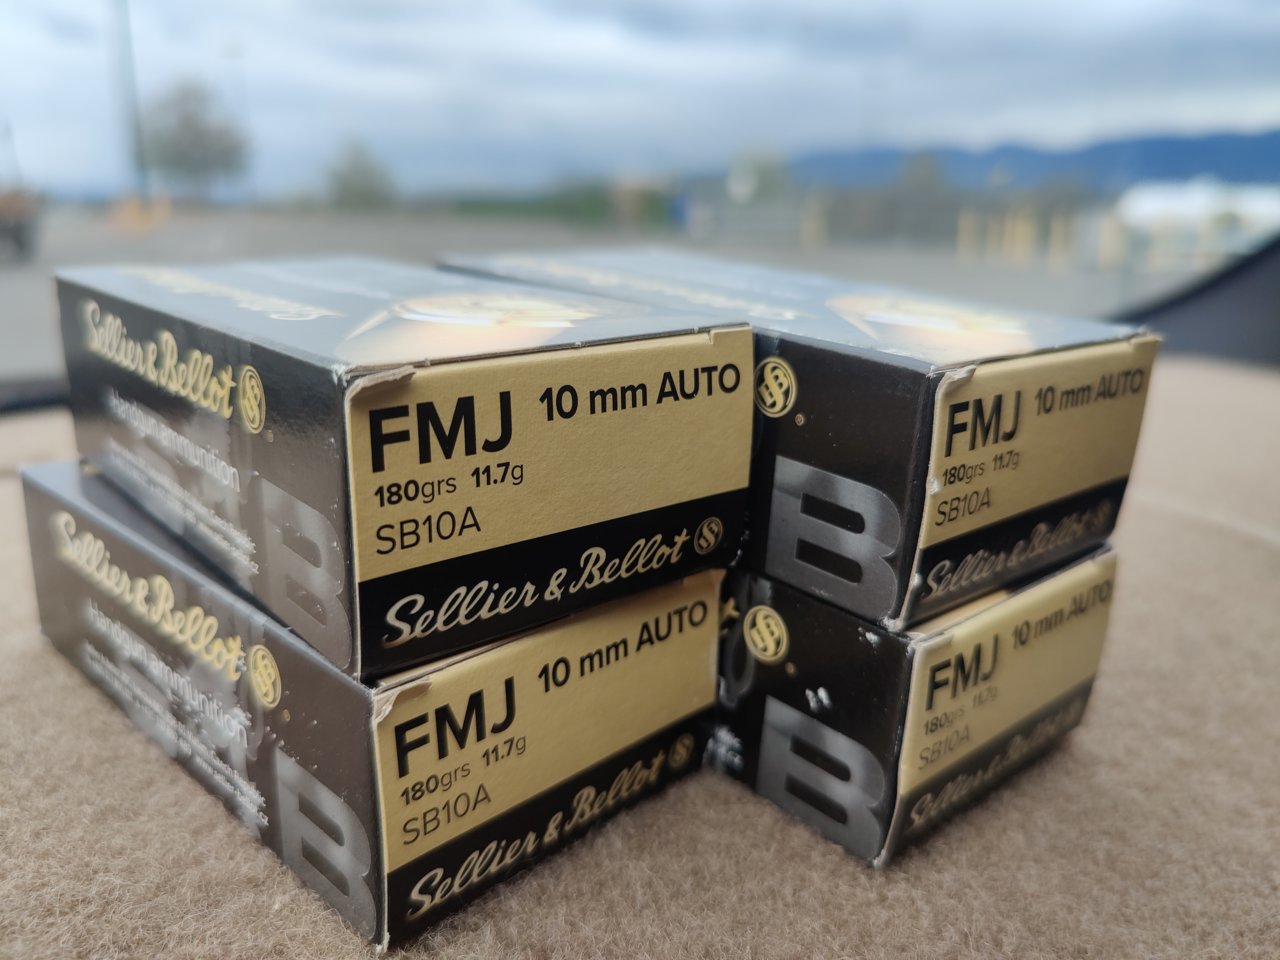 Sellier & Bellot
Handgun ammunition
B
FMJ 10 mm AUTO
180grs 11.7g
SB10A
Sellier & Bellot
B
FMJ 10 mm AUTO
180grs 11.7g
SB10A
Sellier & Bellot
Sellier & Bellot
Handgun ammunition
B
FMJ 10 mm AUTO
180grs 11.7g
SB10A
Sellier & Bellot
B
FMJ 10 mm AUTO
180grs 11.7g
SB10A
Sellier & Bellot